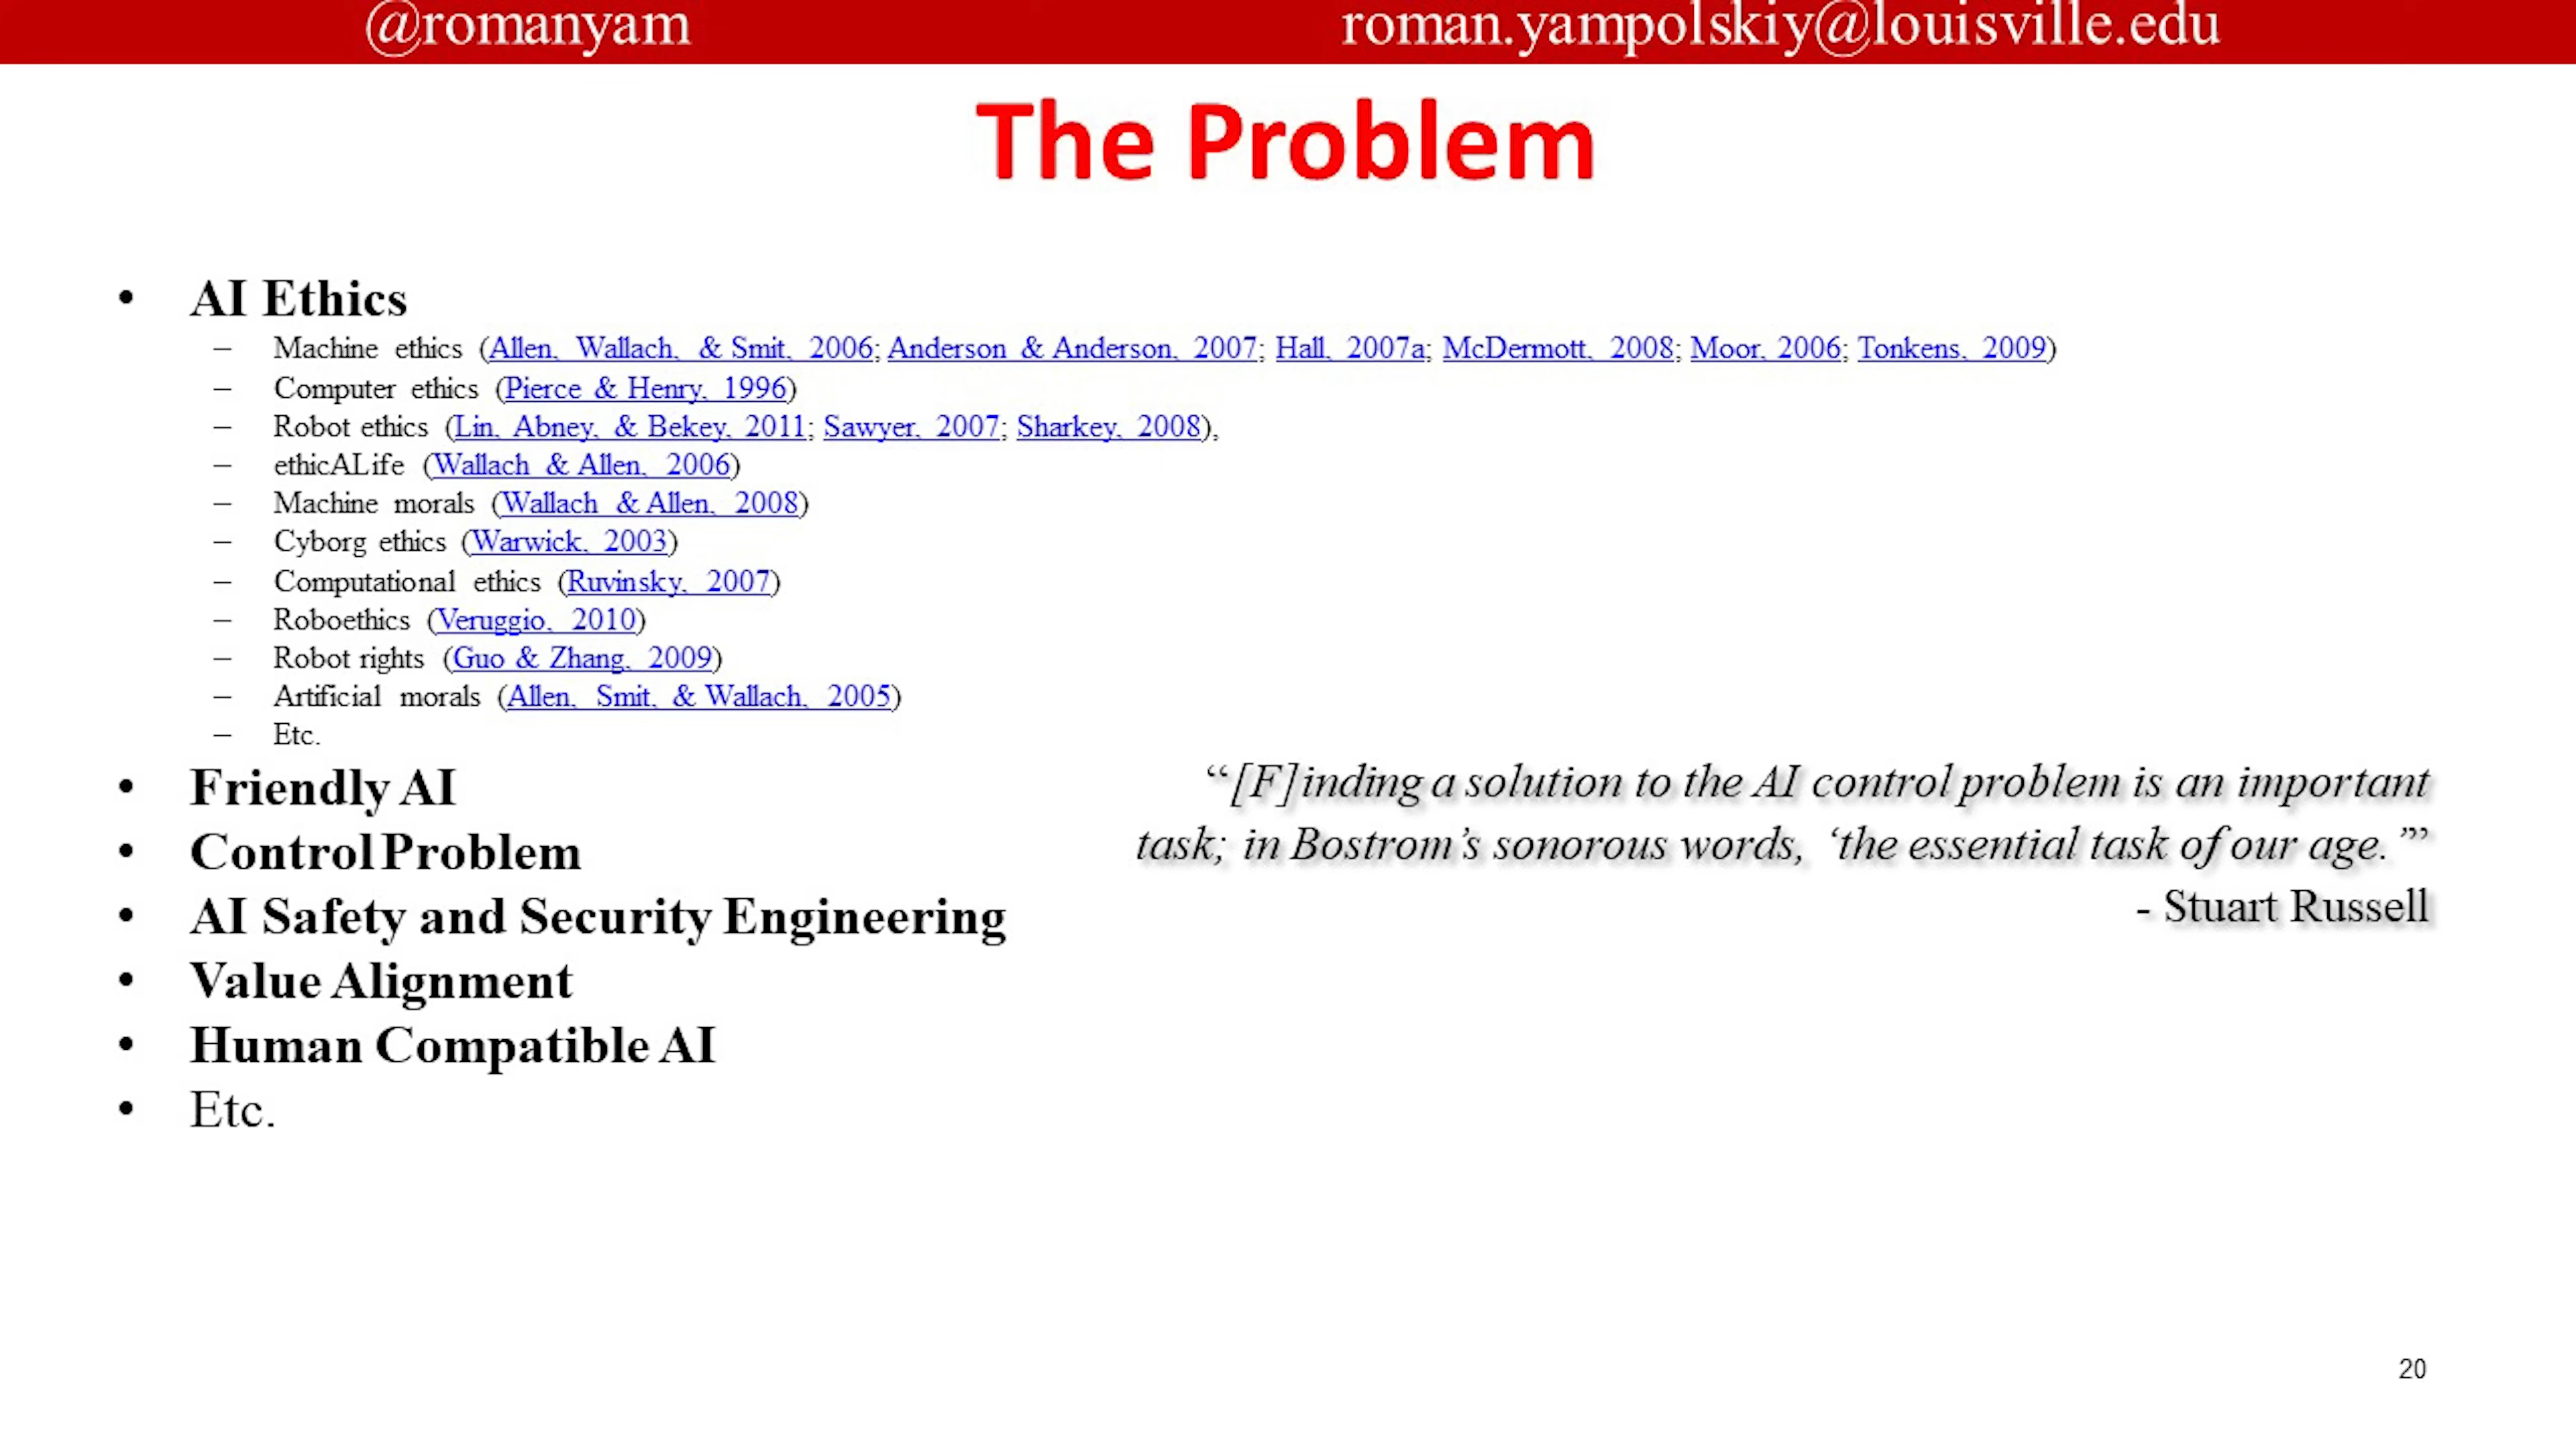 @romanyam
roman.yampolskiy@louisville.edu
The Problem
• AI Ethics
– Machine ethics (Allen, Wallach, & Smit, 2006; Anderson & Anderson, 2007; Hall, 2007a; McDermott, 2008; Moor, 2006; Tonkens, 2009)
– Computer ethics (Pierce & Henry, 1996)
– Robot ethics (Lin, Abney, & Bekey, 2011; Sawyer, 2007; Sharkey, 2008),
– ethicALife (Wallach & Allen, 2006)
– Machine morals (Wallach & Allen, 2008)
– Cyborg ethics (Warwick, 2003)
– Computational ethics (Ruvinsky, 2007)
– Roboethics (Veruggio, 2010)
– Robot rights (Guo & Zhang, 2009)
– Artificial morals (Allen, Smit, & Wallach, 2005)
– Etc.
• Friendly AI
• Control Problem
• AI Safety and Security Engineering
• Value Alignment
• Human Compatible AI
• Etc.
“[F]inding a solution to the AI control problem is an important
task; in Bostrom’s sonorous words, ‘the essential task of our age.’”
- Stuart Russell
20